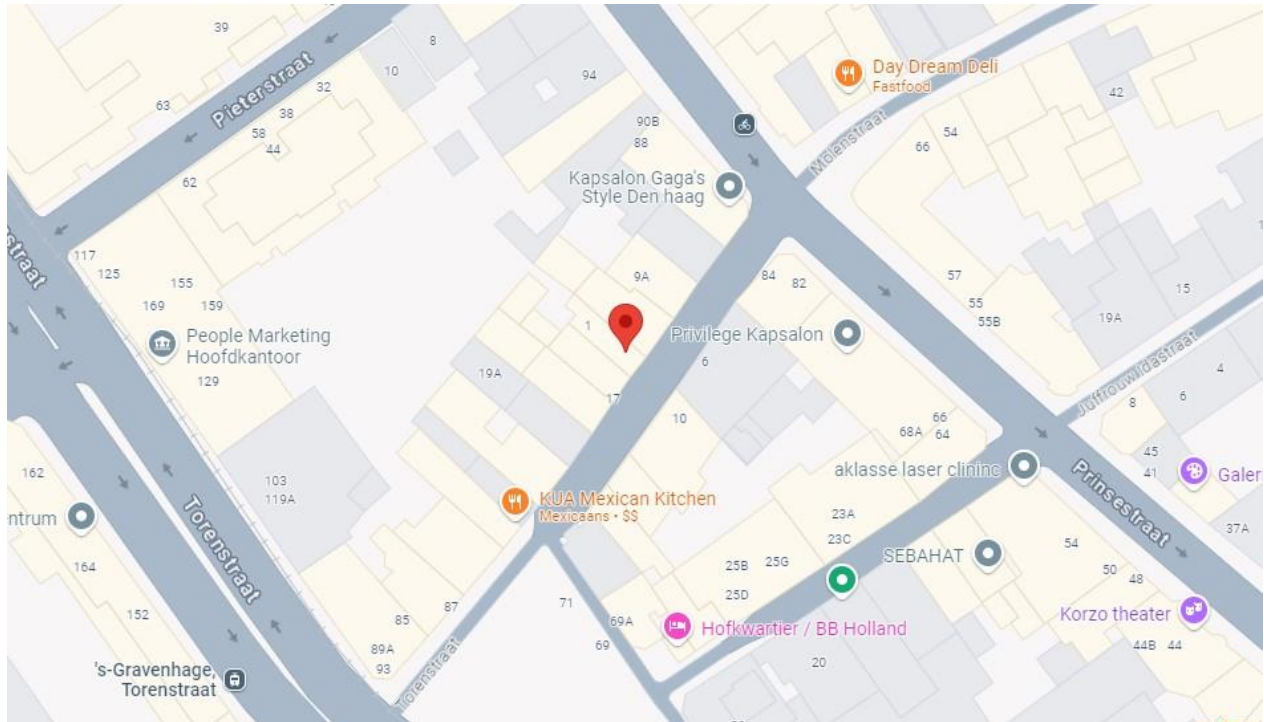 39
8
Pieterstraat
10
32
94
Day Dream Deli
Fastfood
42
63
38
58
44
90B
88
Molenstraat
54
66
62
Kapsalon Gaga's
Style Den haag
117
125
155
169
159
9A
84
82
57
55
55B
15
19A
People Marketing
Hoofdkantoor
1
Privilege Kapsalon
6
Juffrouw Idastraat
4
6
8
129
19A
17
10
66
68A
64
45
41
aklasse laser clininc
Galer
162
103
119A
KUA Mexican Kitchen
Mexicaans • $$
Prinsestraat
ntrum
Torenstraat
23A
23C
37A
164
25B
25G
25D
SEBAHAT
54
50
48
152
85
87
71
69A
69
Hofkwartier / BB Holland
Korzo theater
89A
93
Torenstraat
20
44B
44
's-Gravenhage,
Torenstraat